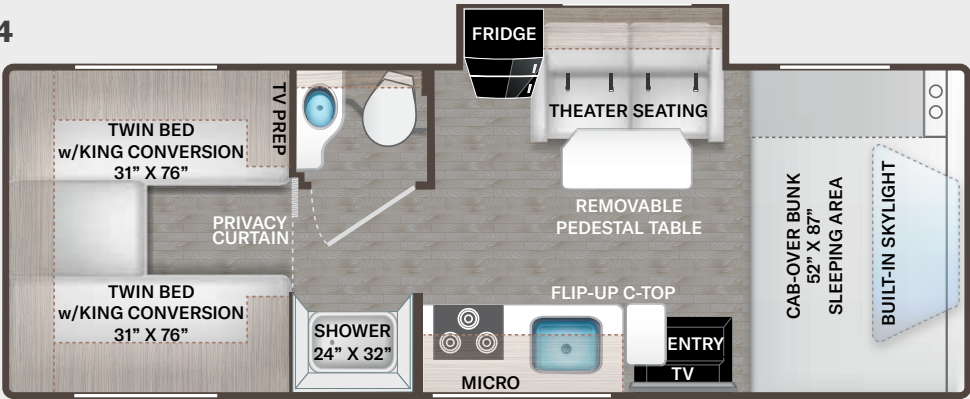 4
FRIDGE
THEATER SEATING
TV PREP
TWIN BED
w/KING CONVERSION
31” X 76”
PRIVACY
CURTAIN
REMOVABLE
PEDESTAL TABLE
CAB-OVER BUNK
52” X 87”
SLEEPING AREA
BUILT-IN SKYLIGHT
TWIN BED
w/KING CONVERSION
31” X 76”
SHOWER
24” X 32”
FLIP-UP C-TOP
MICRO
ENTRY
TV